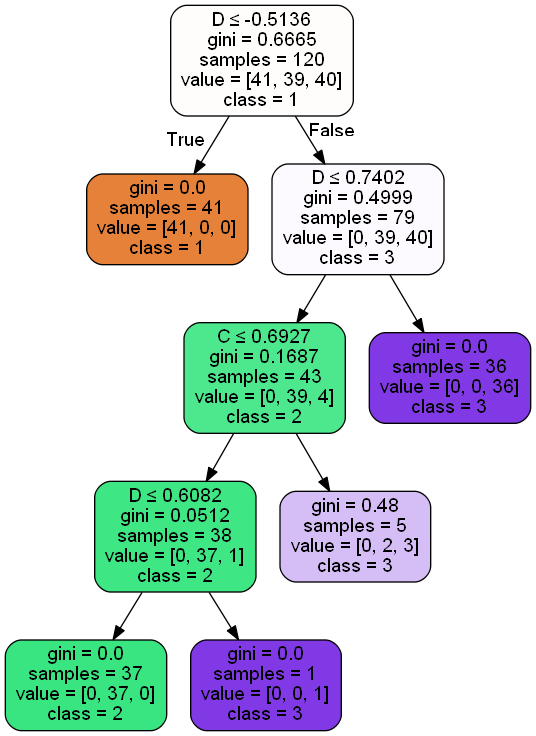 D ≤ -0.5136
gini = 0.6665
samples = 120
value = [41, 39, 40]
class = 1
True
False
gini = 0.0
samples = 41
value = [41, 0, 0]
class = 1
D ≤ 0.7402
gini = 0.4999
samples = 79
value = [0, 39, 40]
class = 3
C ≤ 0.6927
gini = 0.1687
samples = 43
value = [0, 39, 4]
class = 2
gini = 0.0
samples = 36
value = [0, 0, 36]
class = 3
D ≤ 0.6082
gini = 0.0512
samples = 38
value = [0, 37, 1]
class = 2
gini = 0.48
samples = 5
value = [0, 2, 3]
class = 3
gini = 0.0
samples = 37
value = [0, 37, 0]
class = 2
gini = 0.0
samples = 1
value = [0, 0, 1]
class = 3